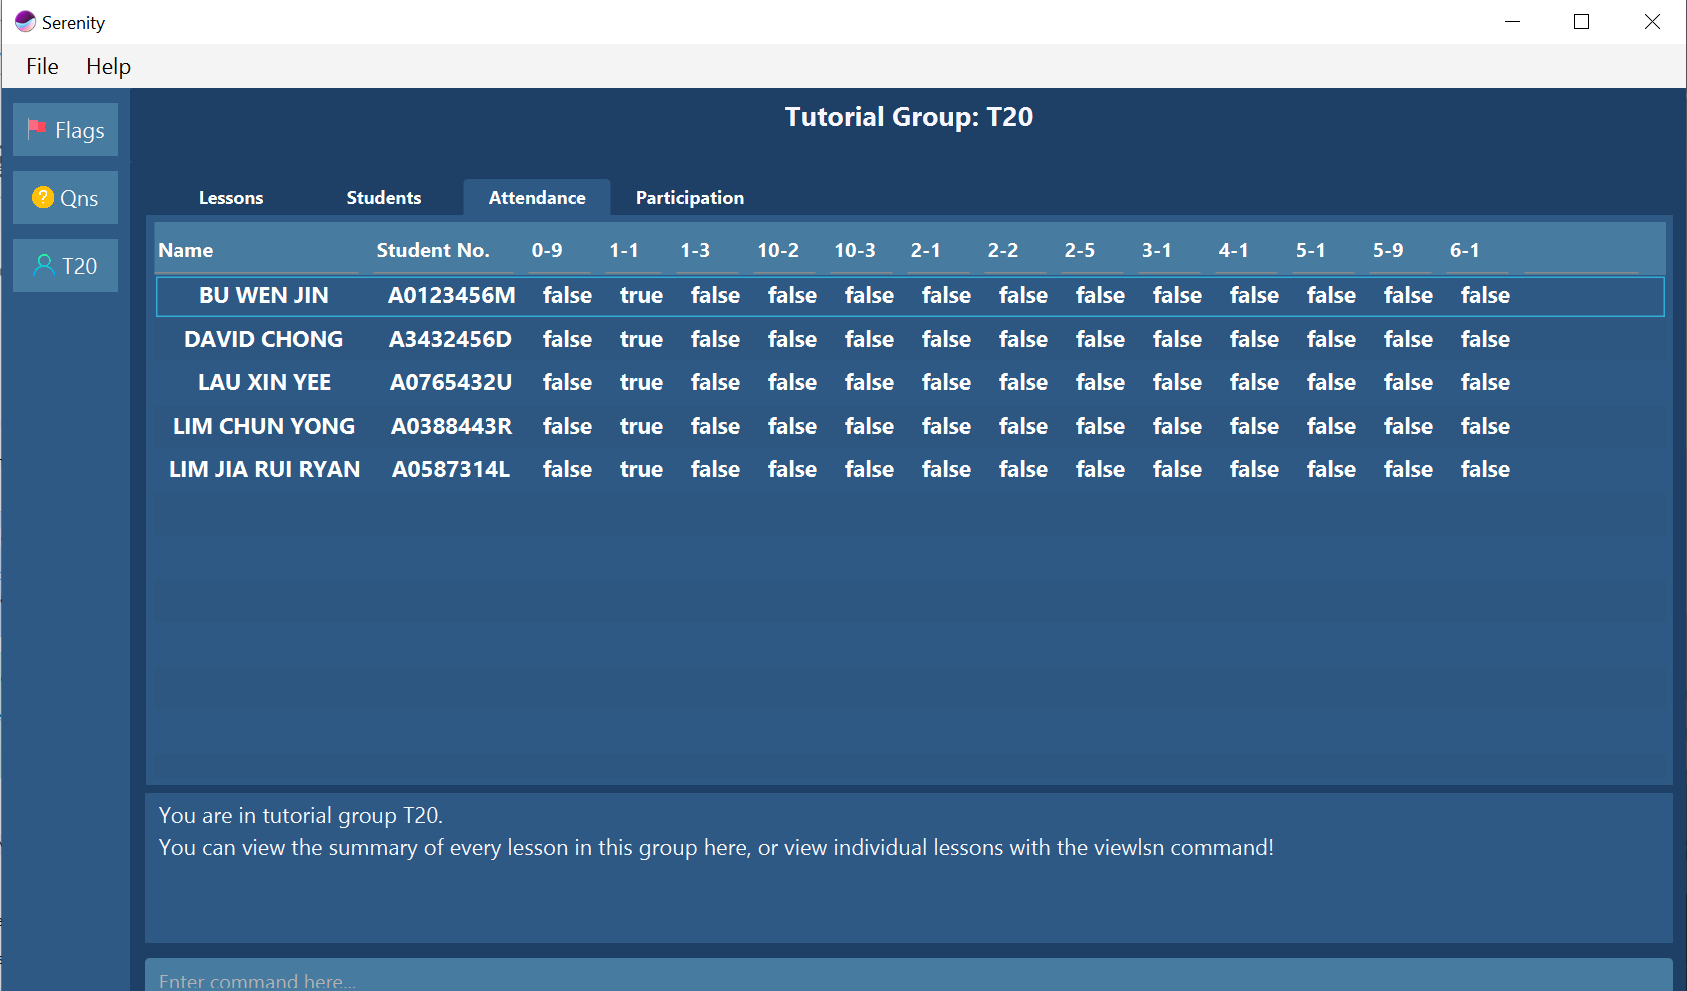 Serenity
File Help
Flags
Qns
T20
Tutorial Group: T20
Lessons Students Attendance Participation
Name Student No. 0-9 1-1 1-3 10-2 10-3 2-1 2-2 2-5 3-1 4-1 5-1 5-9 6-1
BU WEN JIN A0123456M false true false false false false false false false false false false false
DAVID CHONG A3432456D false true false false false false false false false false false false false
LAU XIN YEE A0765432U false true false false false false false false false false false false false
LIM CHUN YONG A0388443R false true false false false false false false false false false false false
LIM JIA RUI RYAN A0587314L false true false false false false false false false false false false false
You are in tutorial group T20.
You can view the summary of every lesson in this group here, or view individual lessons with the viewlsn command!
Enter command here...